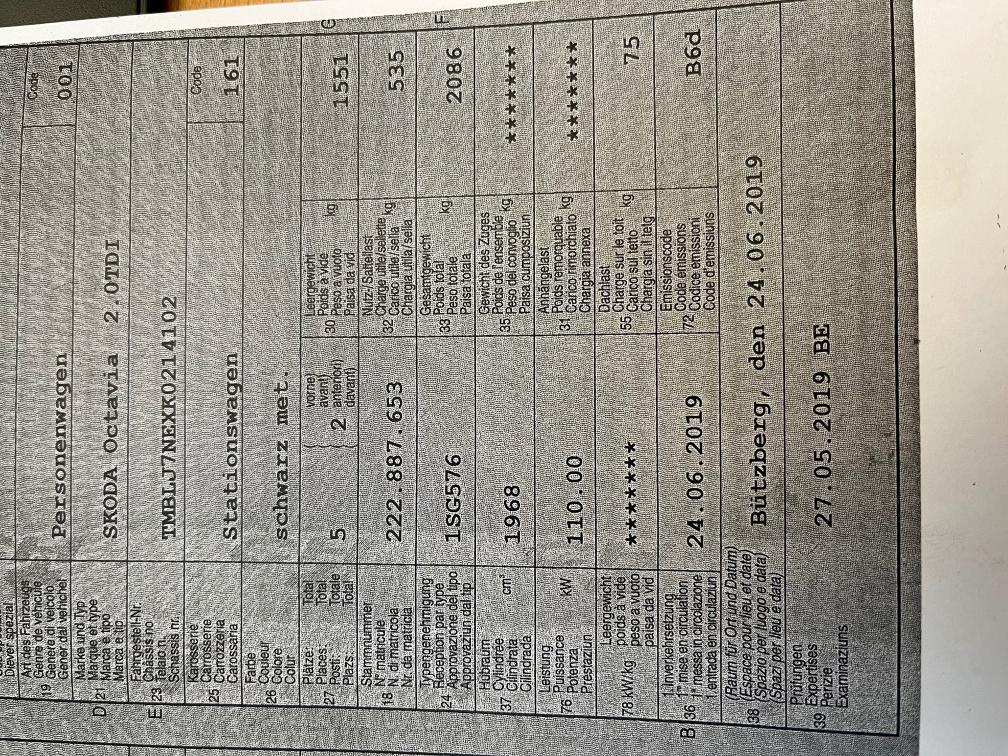 Diever spezial
Art des Fahrzeugs
Genre de véhicule
19 Genere di veicolo
Gener dal vehichel
Personenwagen
Code
001
Marke und Typ
D 21 Marque et type
Marca e tipo
Marca e tip
SKODA Octavia 2.0TDI
Fahrgestell-Nr.
E 23 Châssis no
Telaio n.
Schassis nr.
TMBLJ7NEXK0214102
Karosserie
25 Carrosserie
Carrozzeria
Carossaria
Stationswagen
Code
161
Farbe
26 Couleur
Colore
Colur
schwarz met.
Plätze: Total
27 Places: Total
Posti: Totale
Plazs: Total
5
2
vorne)
avant)
anteriori)
davant)
Leergewicht
30 Poids à vide
Peso a vuoto kg
Paisa da vid
1551
G
Stammnummer
18 N° matricule
N. di matricola
Nr. da matricla
222.887.653
Nutz-/Sattellast
32 Charge utile/sellette
Carico utile/sella kg
Chargia utila/sella
535
Typengenehmigung
24 Réception par type
Approvazione del tipo
Approvaziun dal tip
1SG576
Gesamtgewicht
33 Poids total
Peso totale kg
Paisa totala
2086
F
Hubraum
37 Cylindrée cm³
Cilindrata
Cilindrada
1968
Gewicht des Zuges
35 Poids de l'ensemble
Peso del convoglio kg
Paisa cumposiziun
*******
Leistung
76 Puissance kW
Potenza
Prestaziun
110.00
Anhängelast
31 Poids remorquable
Carico rimorchiato kg
Chargia annexa
*******
Leergewicht
78 kW/kg poids à vide
peso a vuoto
paisa da vid
*******
Dachlast
55 Charge sur le toit
Carico sul tetto kg
Chargia sin il tetg
75
1. Inverkehrsetzung
B 36 1re mise en circulation
1a messa in circolazione
1. entrada en circulaziun
24.06.2019
Emissionscode
72 Code émissions
Codice emissioni
Code d'emissiuns
B6d
(Raum für Ort und Datum)
38 (Espace pour lieu et date)
(Spazio per luogo e data)
(Spazi per lieu e data)
Bützberg, den 24.06.2019
Prüfungen
39 Expertises
Perizie
Examinaziuns
27.05.2019 BE